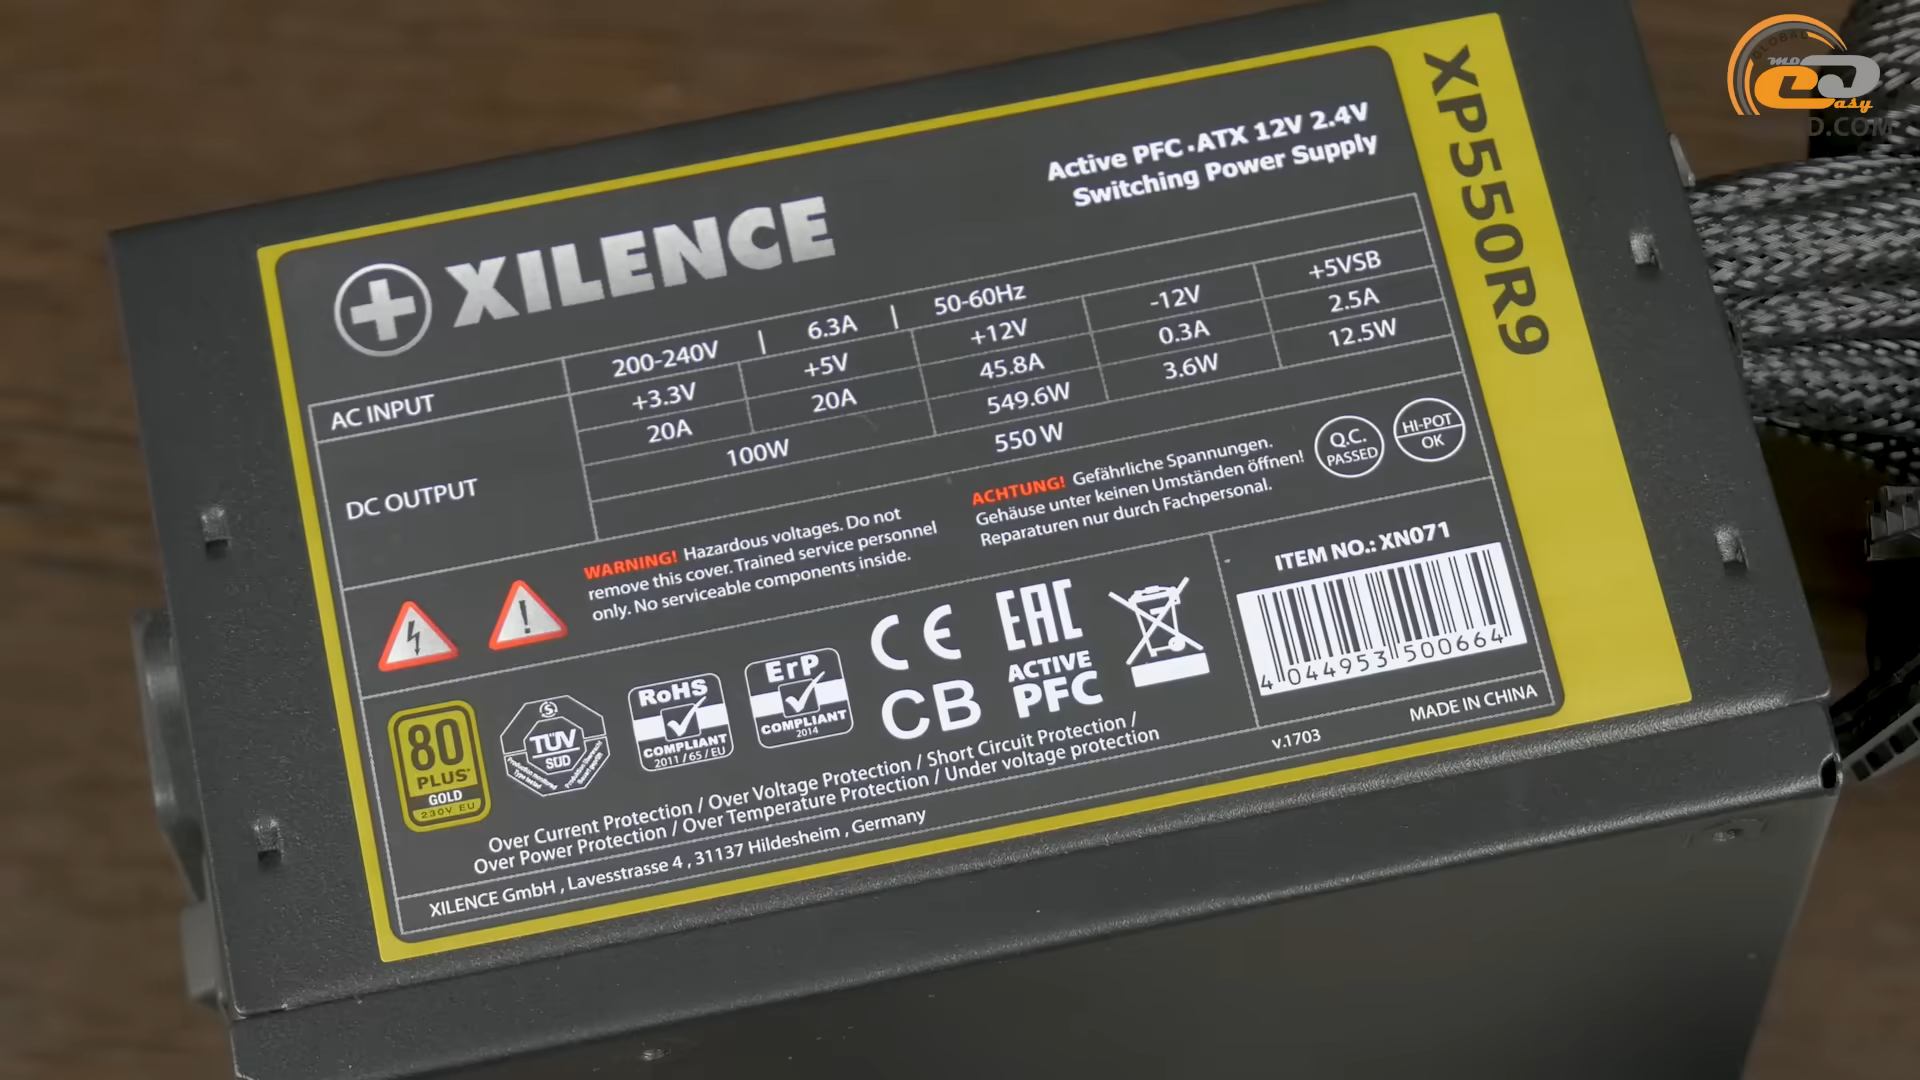 XP550R9
Active PFC • ATX 12V 2.4V
Switching Power Supply
XILENCE
AC INPUT 200-240V | 6.3A | 50-60Hz
DC OUTPUT +3.3V +5V +12V -12V +5VSB
20A 20A 45.8A 0.3A 2.5A
100W 549.6W 3.6W 12.5W
550 W
WARNING! Hazardous voltages. Do not
remove this cover. Trained service personnel
only. No serviceable components inside.
ACHTUNG! Gefährliche Spannungen.
Gehäuse unter keinen Umständen öffnen!
Reparaturen nur durch Fachpersonal.
Q.C.
PASSED
HI-POT
OK
ITEM NO.: XN071
4 044953 500664
80
PLUS
GOLD
230V EU
TÜV
SÜD
RoHS
COMPLIANT
2011/65/EU
ErP
COMPLIANT
2014
CE
CB
EAC
ACTIVE
PFC
Over Current Protection / Over Voltage Protection / Short Circuit Protection /
Over Power Protection / Over Temperature Protection / Under voltage protection
v.1703
MADE IN CHINA
XILENCE GmbH , Lavesstrasse 4 , 31137 Hildesheim , Germany
GLOBAL
MO
asy
D.COM